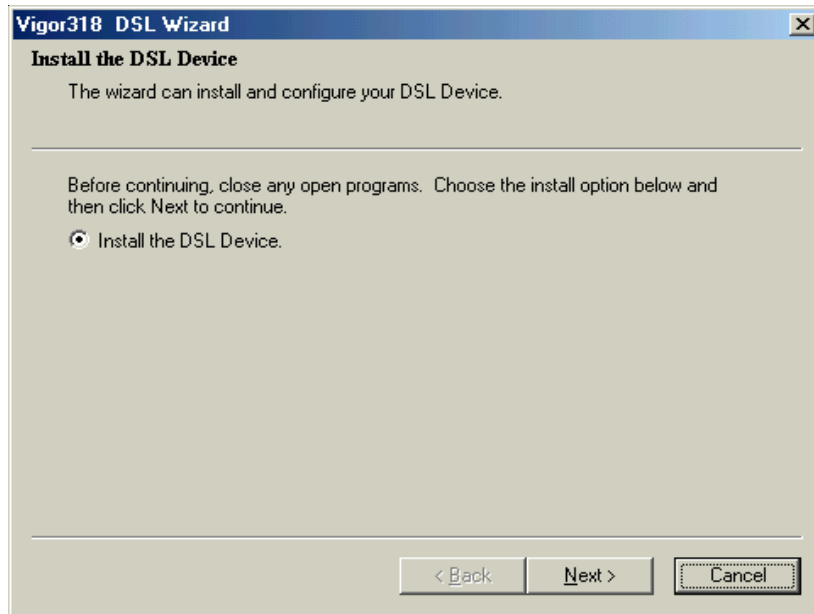 Vigor318 DSL Wizard
Install the DSL Device
The wizard can install and configure your DSL Device.
Before continuing, close any open programs. Choose the install option below and
then click Next to continue.
Install the DSL Device.
< Back
Next >
Cancel